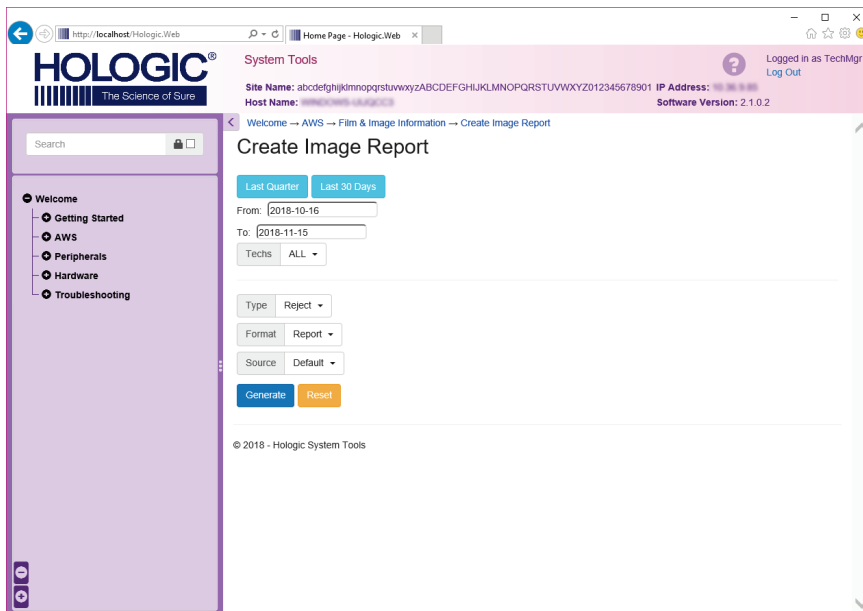 http://localhost/Hologic.Web
Home Page - Hologic.Web
HOLOGIC®
The Science of Sure
System Tools
Logged in as TechMgr
Log Out
Site Name: abcdefghijklmnopqrstuvwxyzABCDEFGHIJKLMNOPQRSTUVWXYZ012345678901 IP Address:
Host Name:
Software Version: 2.1.0.2
Search
Welcome → AWS → Film & Image Information → Create Image Report
Create Image Report
Last Quarter Last 30 Days
From: 2018-10-16
To: 2018-11-15
Techs ALL
Type Reject
Format Report
Source Default
Generate Reset
© 2018 - Hologic System Tools
Welcome
Getting Started
AWS
Peripherals
Hardware
Troubleshooting